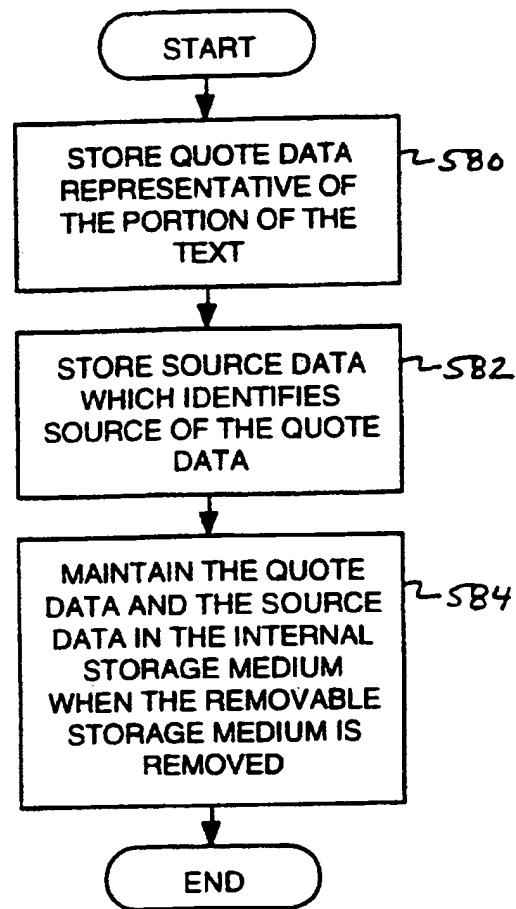 START
STORE QUOTE DATA
REPRESENTATIVE OF
THE PORTION OF THE
TEXT
580
STORE SOURCE DATA
WHICH IDENTIFIES
SOURCE OF THE QUOTE
DATA
582
MAINTAIN THE QUOTE
DATA AND THE SOURCE
DATA IN THE INTERNAL
STORAGE MEDIUM
WHEN THE REMOVABLE
STORAGE MEDIUM IS
REMOVED
584
END